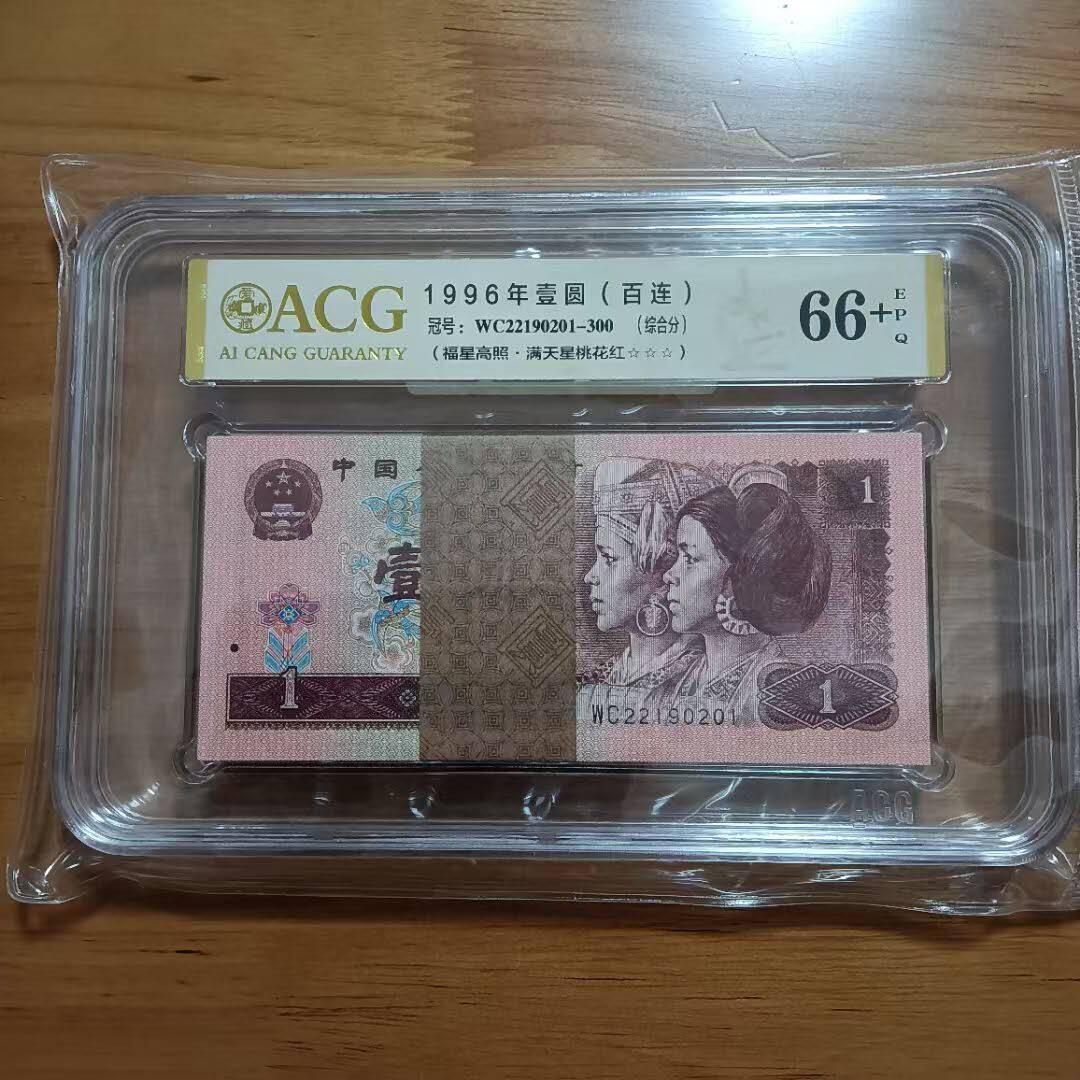 ACG
AI CANG GUARANTY
1996年壹圆（百连）
冠号：WC22190201-300 （综合分）
（福星高照·满天星桃花红☆☆☆）
66+
EPQ
中国
1
壹
1
WC22190201
1
ACG